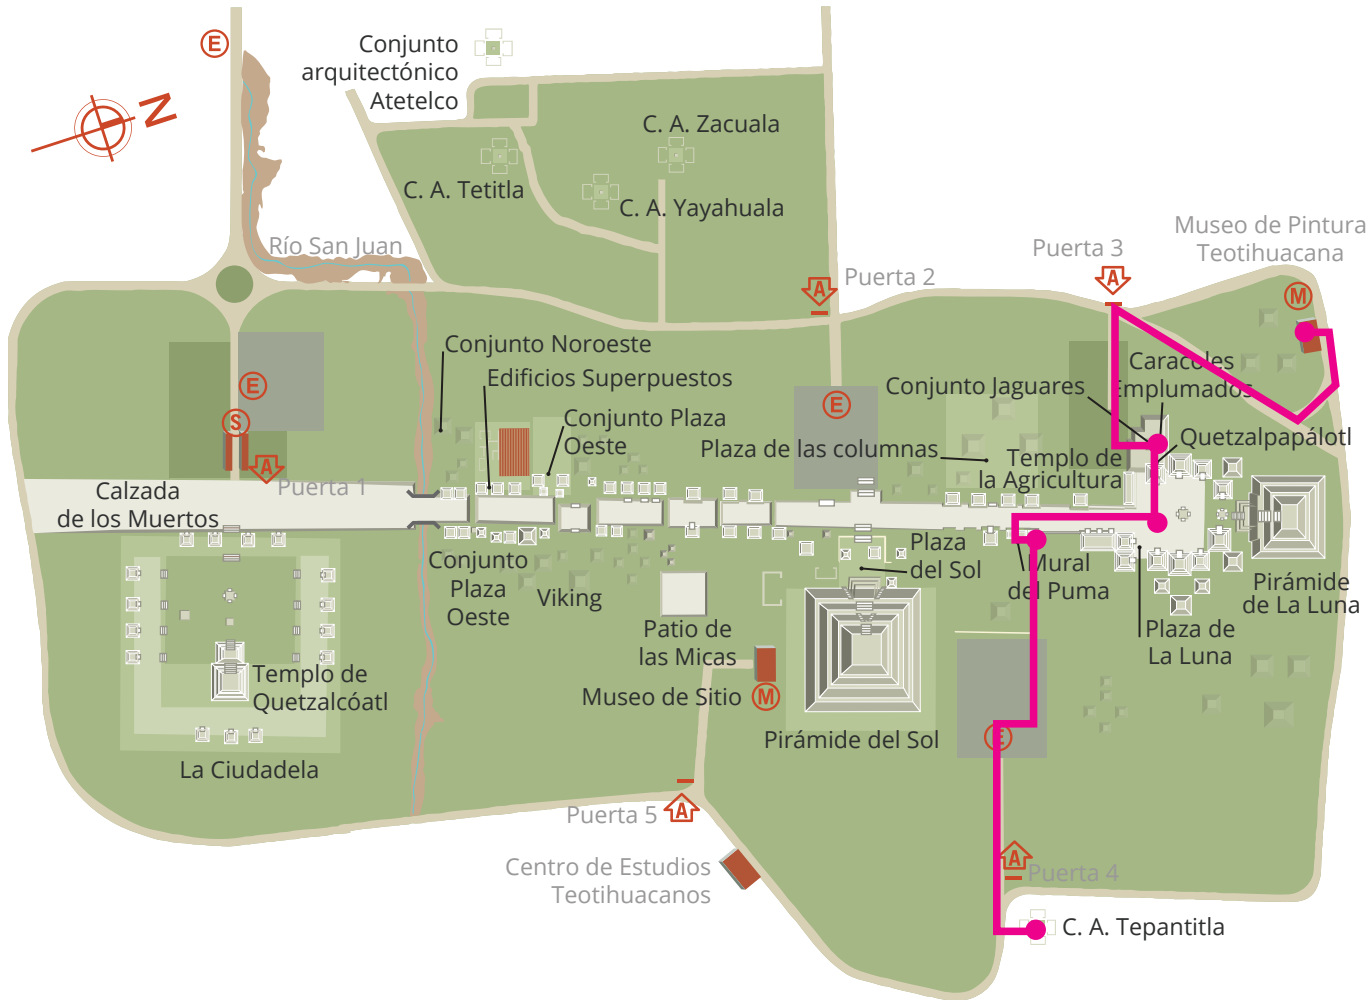 E
Conjunto
arquitectónico
Atetelco
N
C. A. Zacuala
C. A. Tetitla
C. A. Yayahuala
Río San Juan
Museo de Pintura
Teotihuacana
Puerta 3
A
M
Puerta 2
A
Conjunto Noroeste
Edificios Superpuestos
Conjunto Plaza
Oeste
Caracoles
Emplumados
Conjunto Jaguares
E
S
A
Puerta 1
E
Quetzalpapálotl
Plaza de las columnas
Templo de
la Agricultura
Calzada
de los Muertos
Conjunto
Plaza
Oeste
Viking
Plaza
del Sol
Mural
del Puma
Pirámide
de La Luna
Patio de
las Micas
Plaza de
La Luna
Templo de
Quetzalcóatl
Museo de Sitio
M
Pirámide del Sol
E
La Ciudadela
Puerta 5
A
A
Puerta 4
Centro de Estudios
Teotihuacanos
C. A. Tepantitla